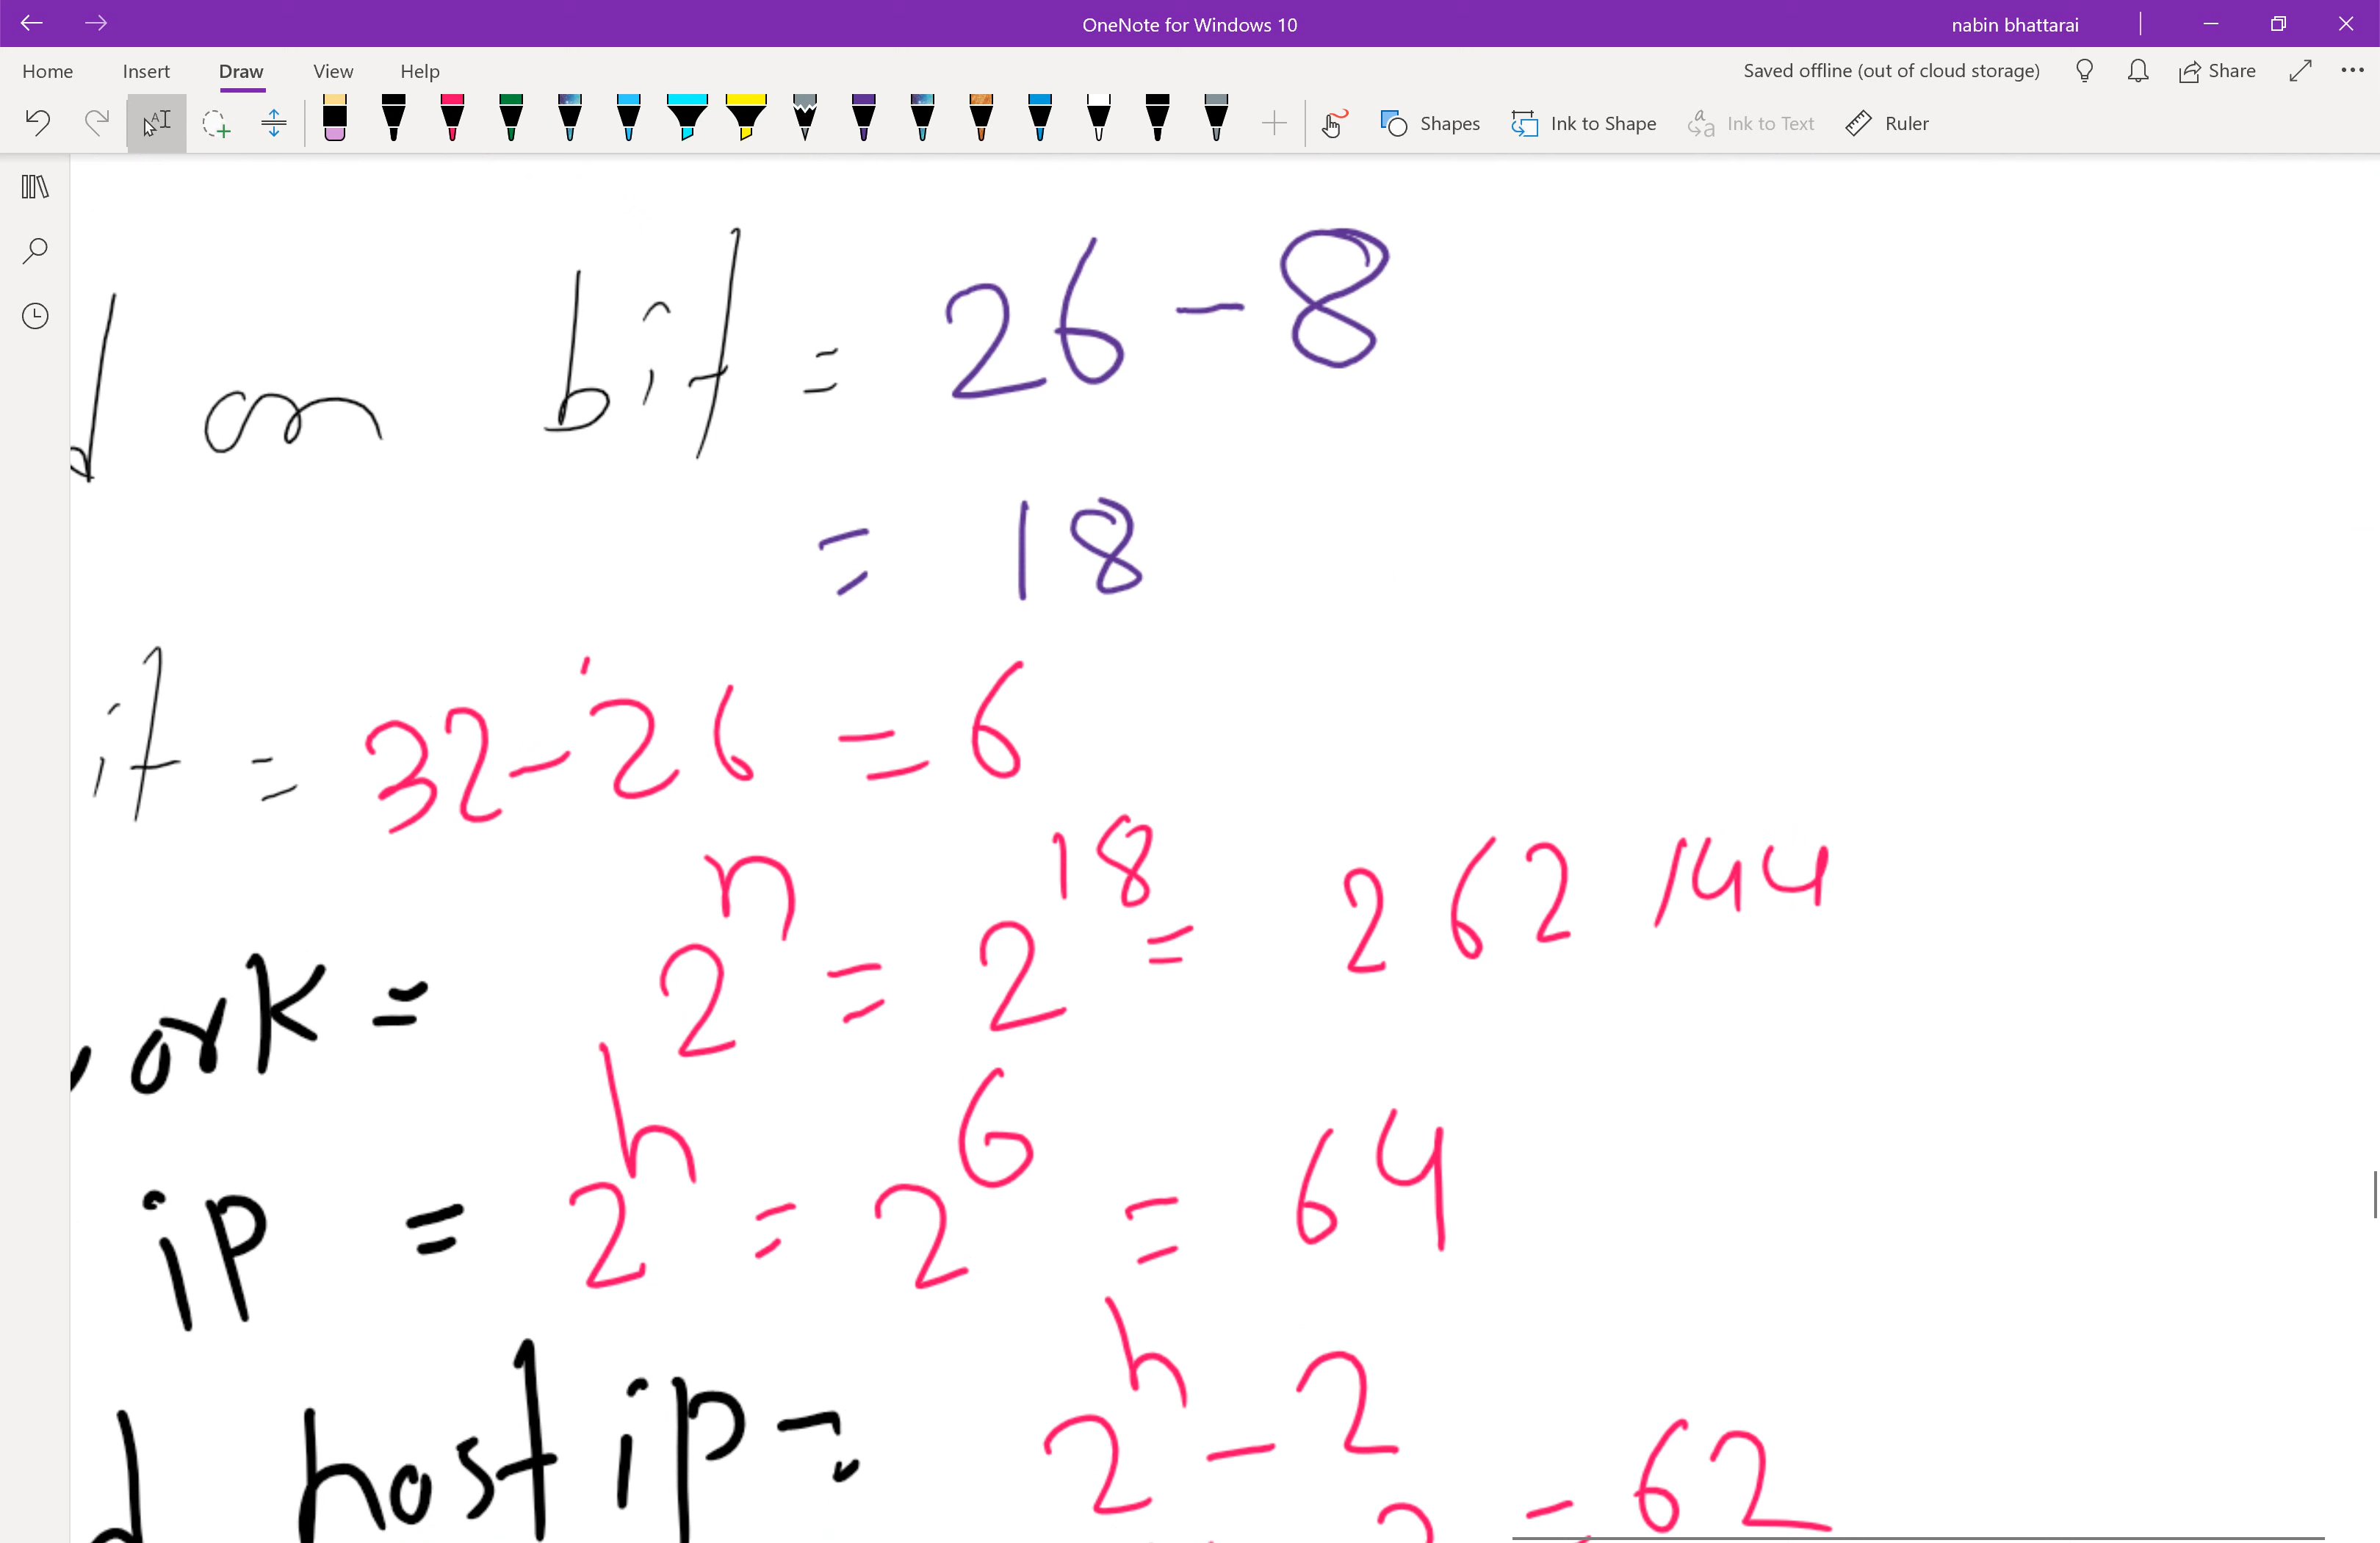 OneNote for Windows 10
nabin bhattarai
Home Insert Draw View Help
Saved offline (out of cloud storage)
Share
Shapes
Ink to Shape
Ink to Text
Ruler
d on bit = 26 - 8
= 18
it = 32 - 26 = 6
work = 2^n = 2^18 = 262144
ip = 2^h = 2^6 = 64
d host ip = 2^h - 2
= 62